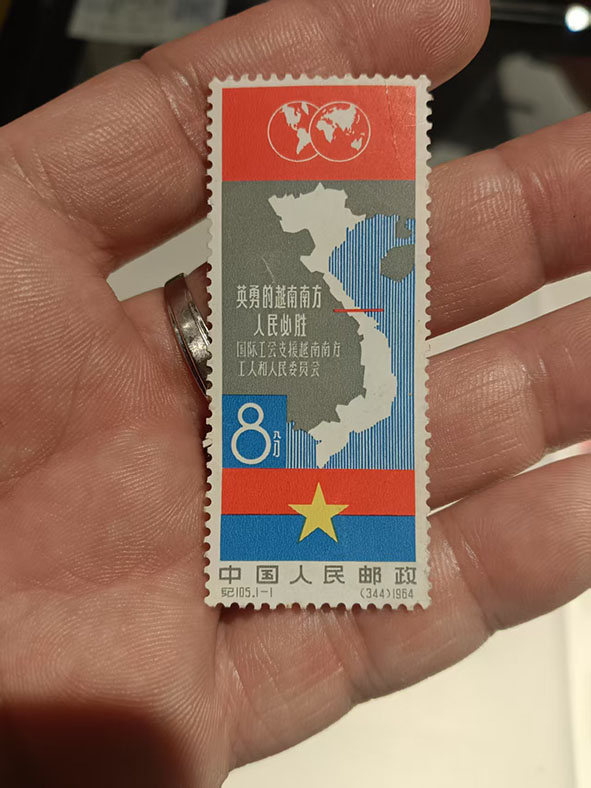 英勇的越南南方
人民必胜
国际工会支援越南南方
工人和人民委员会
8分
中国人民邮政
纪105.1-1 (344)1964